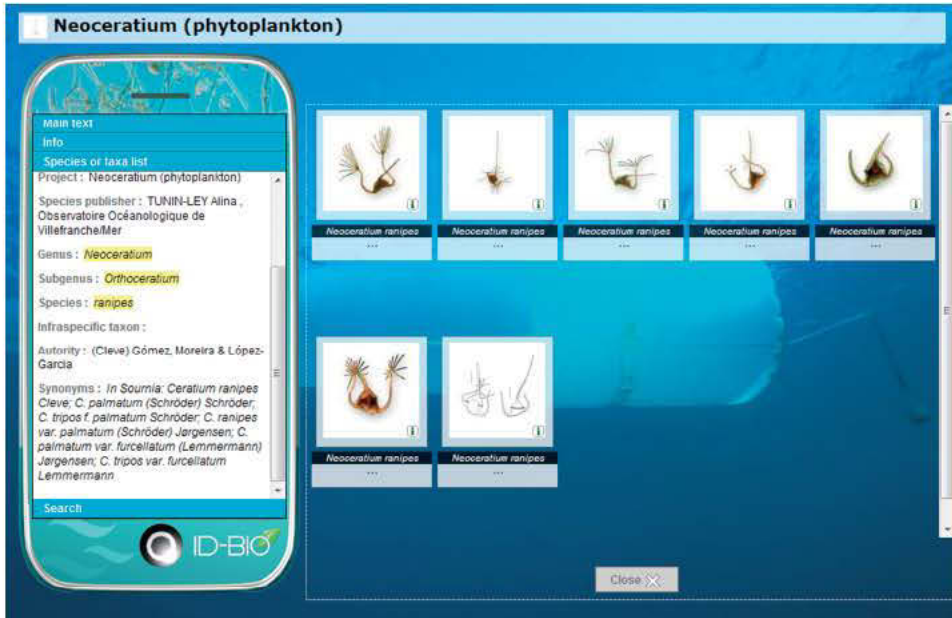 Neoceratium (phytoplankton)
Main text
Info
Species or taxa list
Project : Neoceratium (phytoplankton)
Species publisher : TUNIN-LEY Alina ,
Observatoire Océanologique de
Villefranche/Mer
Genus : Neoceratium
Subgenus : Orthoceratium
Species : ranipes
Infraspecific taxon :
Autority : (Cleve) Gómez, Moreira & López-
Garcia
Synonyms : In Sournia: Ceratium ranipes
Cleve; C. palmatum (Schröder) Schröder;
C. tripos f. palmatum Schröder; C. ranipes
var. palmatum (Schröder) Jørgensen; C.
palmatum var. furcellatum (Lemmermann)
Jørgensen; C. tripos var. furcellatum
Lemmermann
Search
ID-BIO
Neoceratium ranipes
...
Neoceratium ranipes
...
Neoceratium ranipes
...
Neoceratium ranipes
...
Neoceratium ranipes
...
Neoceratium ranipes
...
Neoceratium ranipes
...
Close